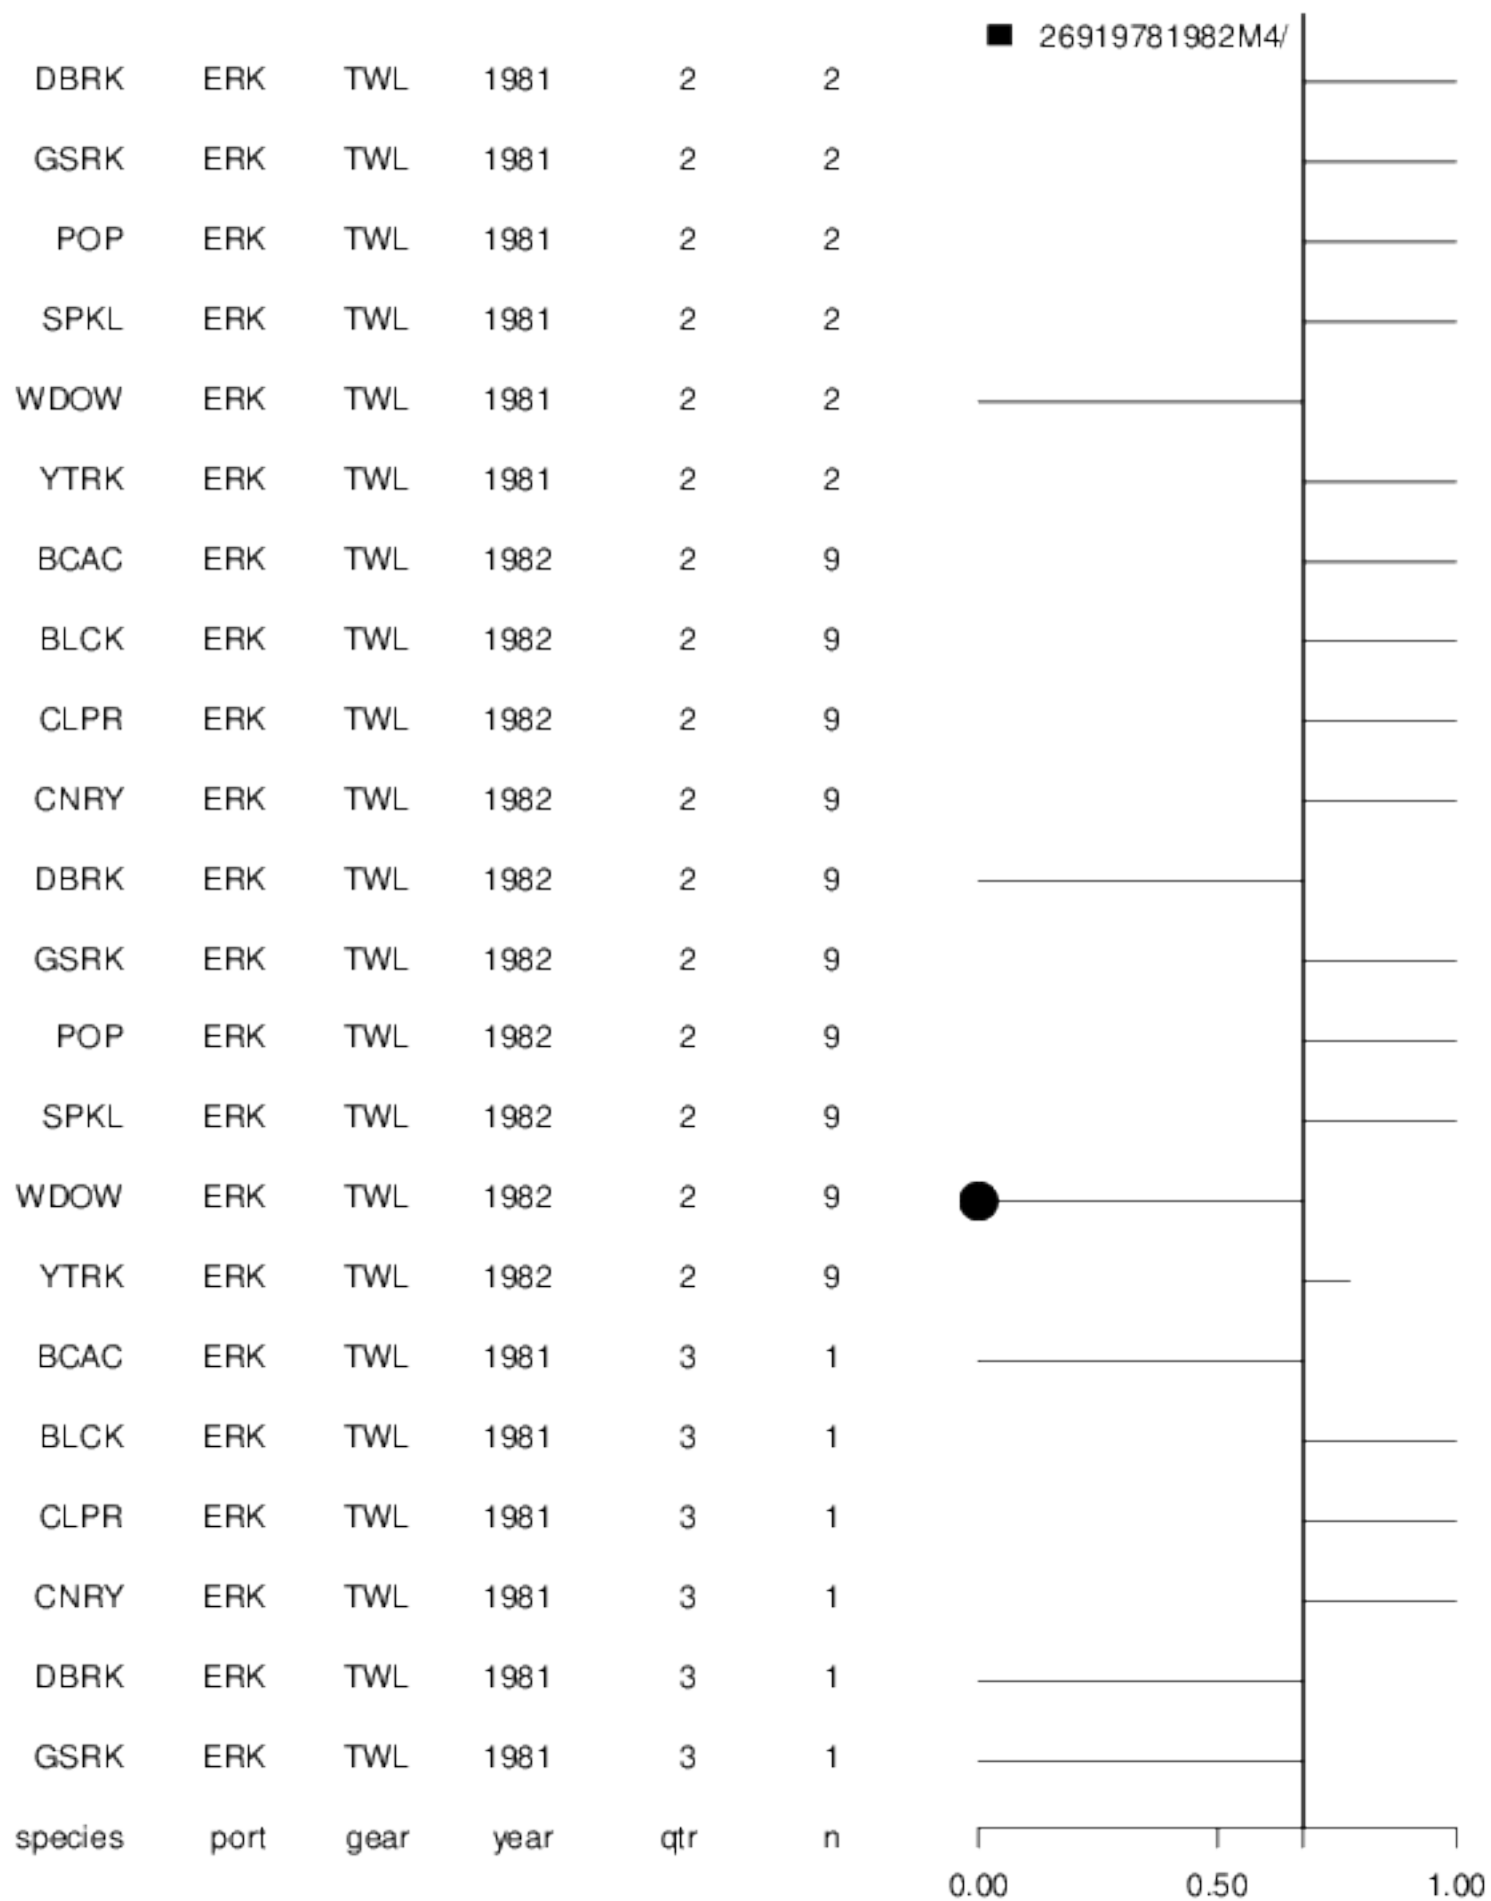 26919781982M4/
DBRK ERK TWL 1981 2 2
GSRK ERK TWL 1981 2 2
POP ERK TWL 1981 2 2
SPKL ERK TWL 1981 2 2
WDOW ERK TWL 1981 2 2
YTRK ERK TWL 1981 2 2
BCAC ERK TWL 1982 2 9
BLCK ERK TWL 1982 2 9
CLPR ERK TWL 1982 2 9
CNRY ERK TWL 1982 2 9
DBRK ERK TWL 1982 2 9
GSRK ERK TWL 1982 2 9
POP ERK TWL 1982 2 9
SPKL ERK TWL 1982 2 9
WDOW ERK TWL 1982 2 9
YTRK ERK TWL 1982 2 9
BCAC ERK TWL 1981 3 1
BLCK ERK TWL 1981 3 1
CLPR ERK TWL 1981 3 1
CNRY ERK TWL 1981 3 1
DBRK ERK TWL 1981 3 1
GSRK ERK TWL 1981 3 1
species port gear year qtr n
0.00 0.50 1.00